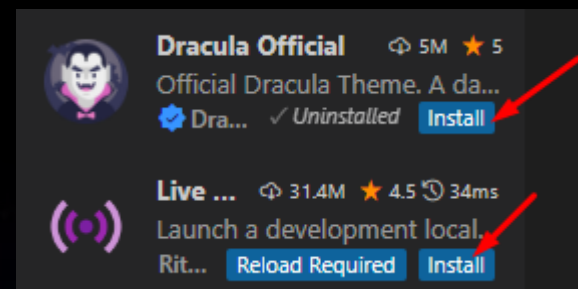 Dracula Official 5M 5
Official Dracula Theme. A da...
Dra... Uninstalled Install
Live ... 31.4M 4.5 34ms
Launch a development local...
Rit... Reload Required Install